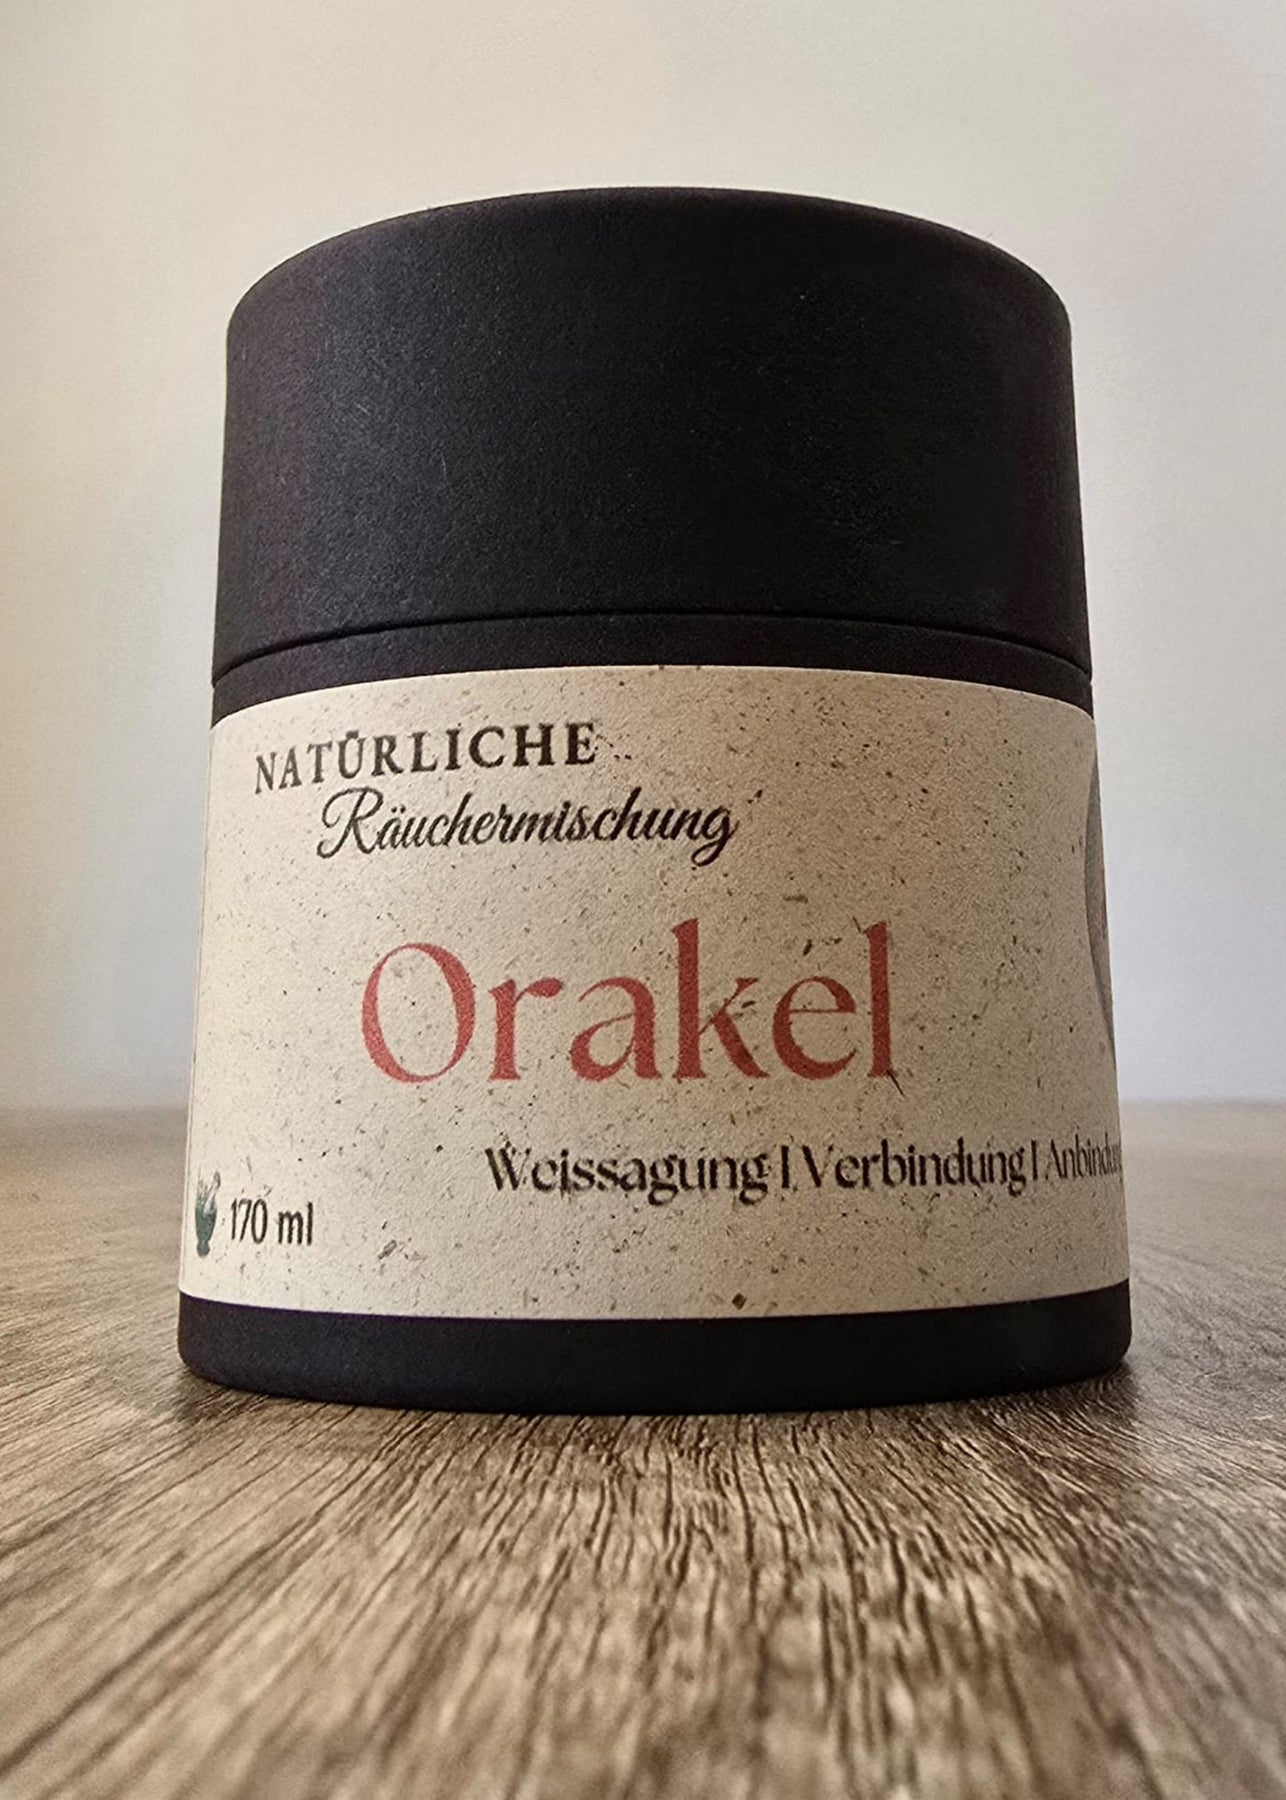 NATÜRLICHE
Räuchermischung
Orakel
Weissagung | Verbindung |
170 ml